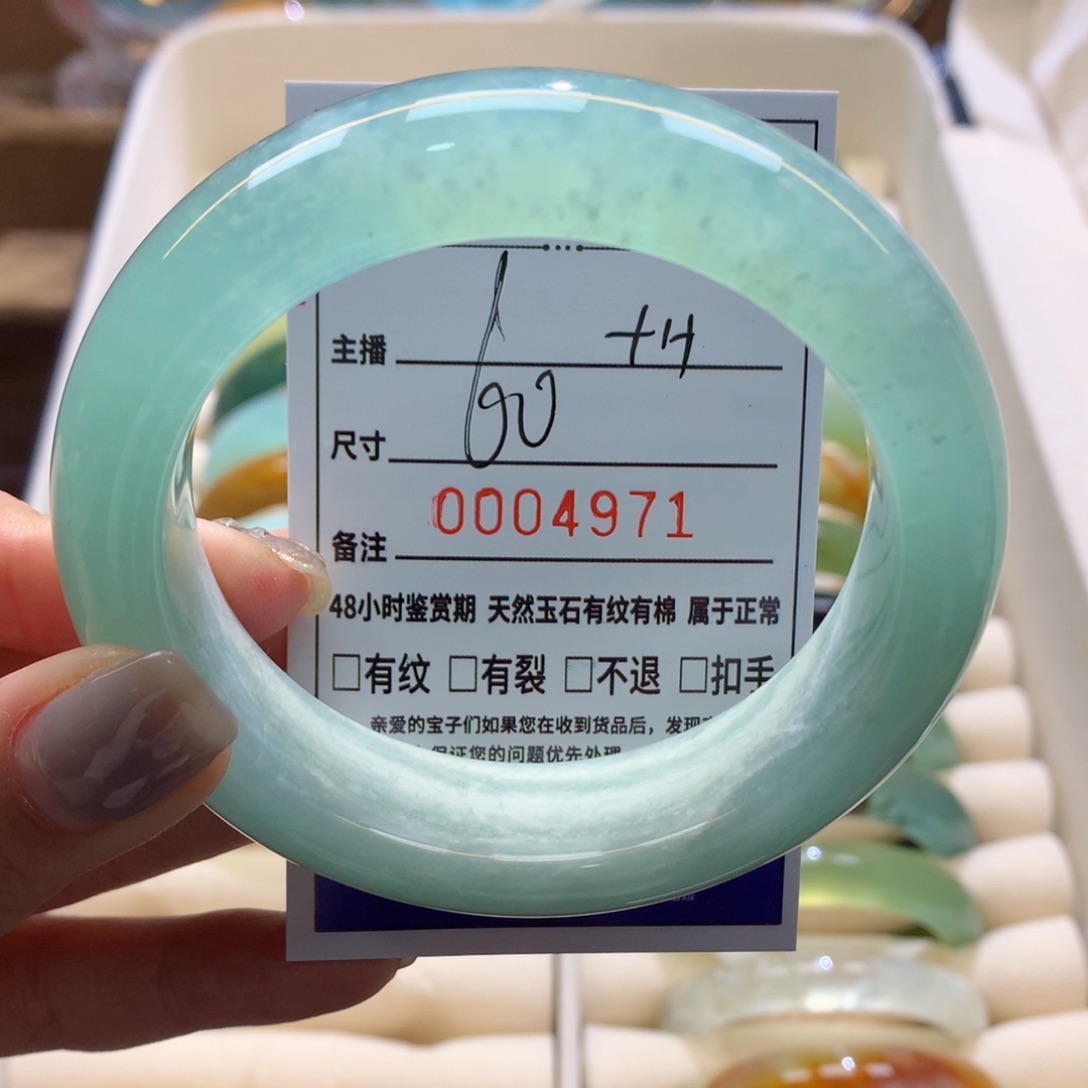 主播
尺寸 60
备注 0004971
48小时鉴赏期 天然玉石有纹有棉 属于正常
□有纹 □有裂 □不退 □扣手
亲爱的宝子们如果您在收到货品后，发现
保证您的问题优先处理